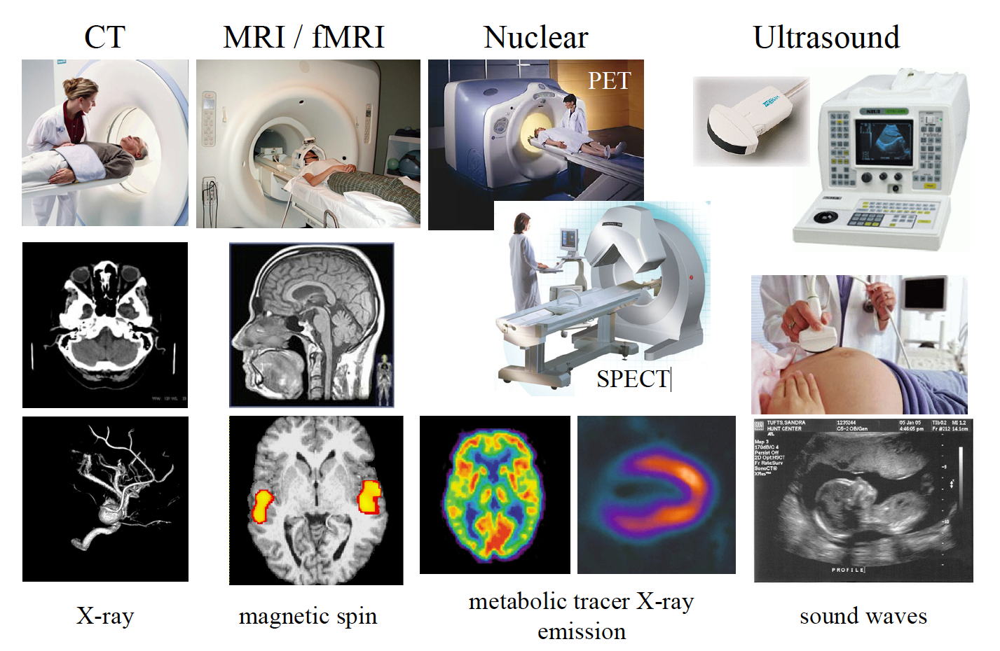 CT
MRI / fMRI
Nuclear
Ultrasound
PET
SPECT
TUFTS,SANDRA
HUNT CENTER
ATL
1235244
C5-2 OB/Gen
05 Jan 05
4:46:05 pm
TIb0.2 MI 1.2
Fr #212 14.1cm
Map 3
170dB/C 4
Persist Off
2D Opt:HSCT
Fr Rate:Surv
SonoCT®
XRes™
-5
-10
PROFILE
X-ray
magnetic spin
metabolic tracer X-ray
emission
sound waves